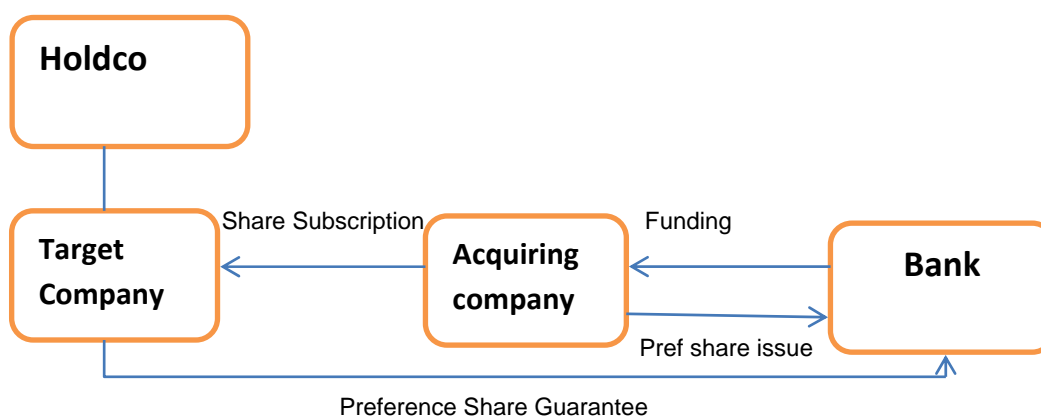 Holdco
Share Subscription
Funding
Target
Company
Acquiring
company
Bank
Pref share issue
Preference Share Guarantee